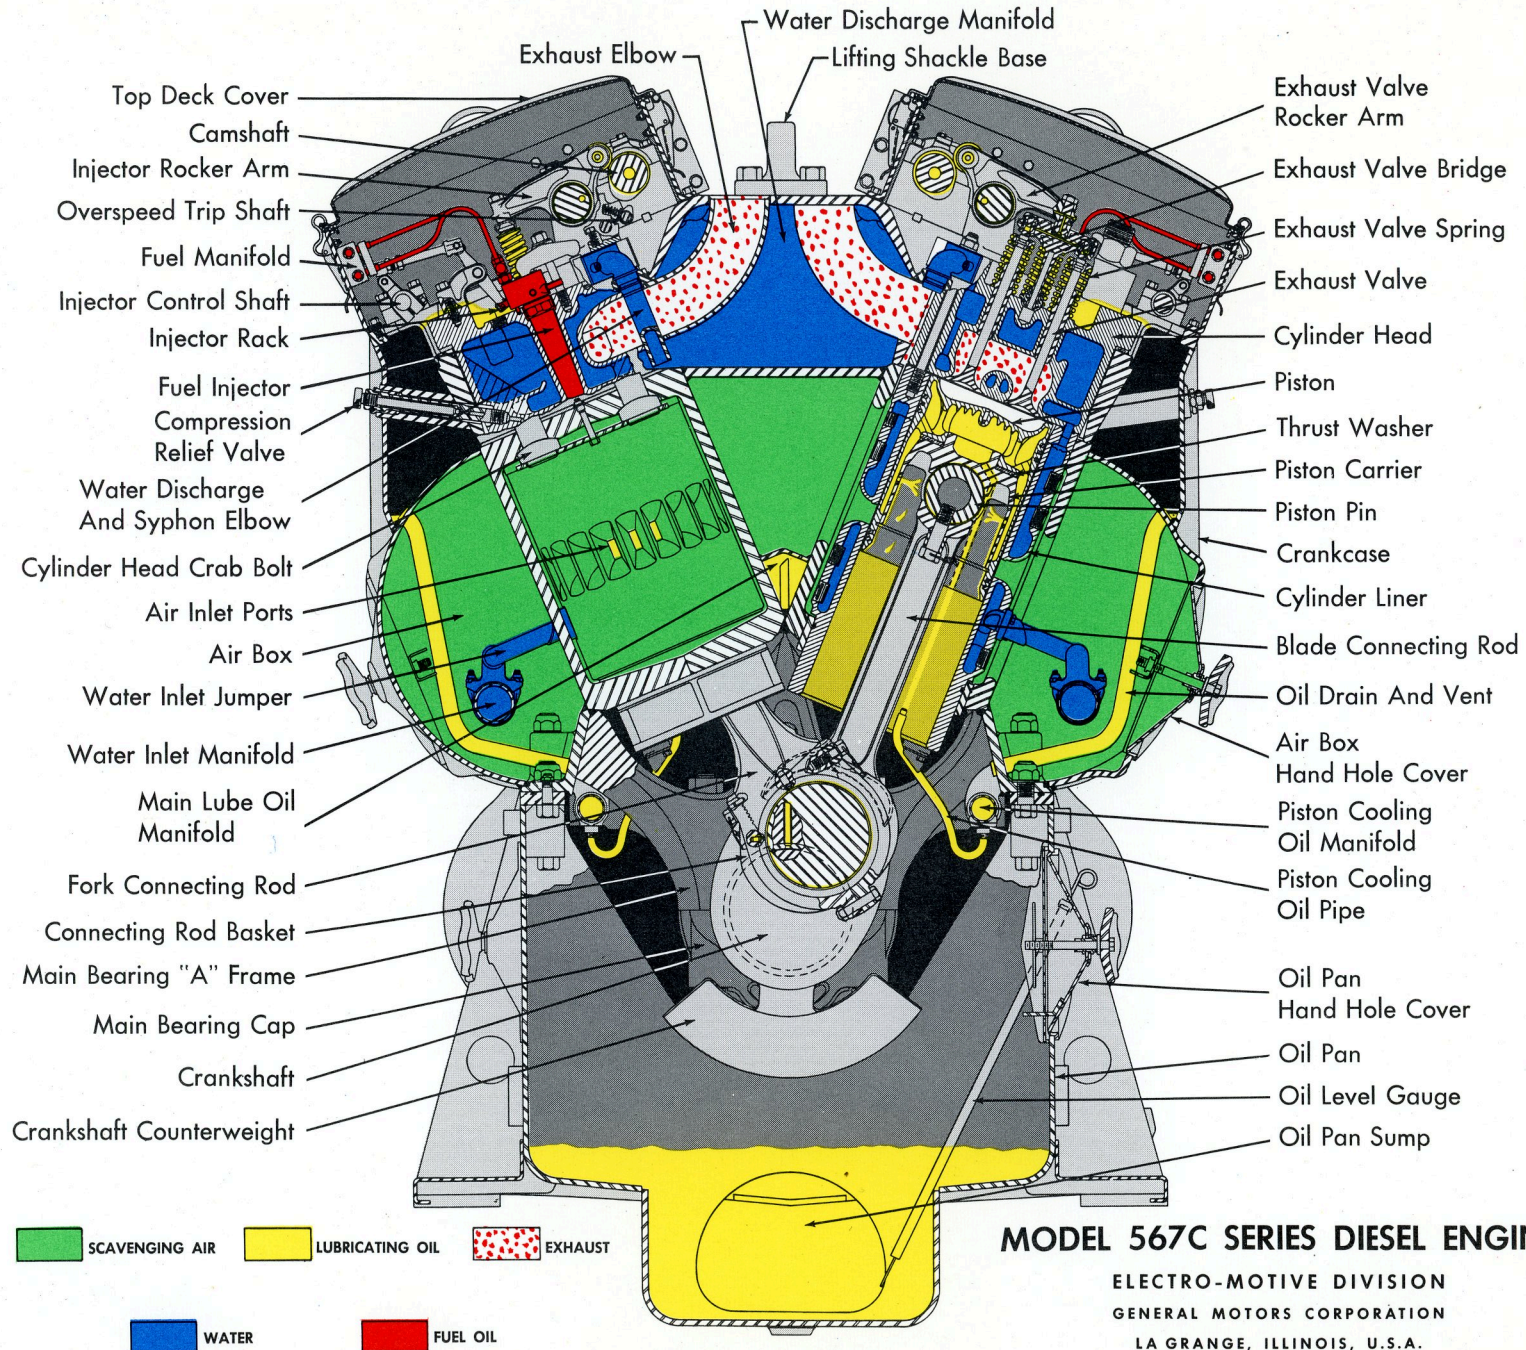 Water Discharge Manifold
Exhaust Elbow
Lifting Shackle Base
Top Deck Cover
Camshaft
Injector Rocker Arm
Overspeed Trip Shaft
Fuel Manifold
Injector Control Shaft
Injector Rack
Fuel Injector
Compression
Relief Valve
Water Discharge
And Syphon Elbow
Cylinder Head Crab Bolt
Air Inlet Ports
Air Box
Water Inlet Jumper
Water Inlet Manifold
Main Lube Oil
Manifold
Fork Connecting Rod
Connecting Rod Basket
Main Bearing "A" Frame
Main Bearing Cap
Crankshaft
Crankshaft Counterweight
Exhaust Valve
Rocker Arm
Exhaust Valve Bridge
Exhaust Valve Spring
Exhaust Valve
Cylinder Head
Piston
Thrust Washer
Piston Carrier
Piston Pin
Crankcase
Cylinder Liner
Blade Connecting Rod
Oil Drain And Vent
Air Box
Hand Hole Cover
Piston Cooling
Oil Manifold
Piston Cooling
Oil Pipe
Oil Pan
Hand Hole Cover
Oil Pan
Oil Level Gauge
Oil Pan Sump
SCAVENGING AIR
LUBRICATING OIL
EXHAUST
WATER
FUEL OIL
MODEL 567C SERIES DIESEL ENGIN
ELECTRO-MOTIVE DIVISION
GENERAL MOTORS CORPORATION
LA GRANGE, ILLINOIS, U.S.A.